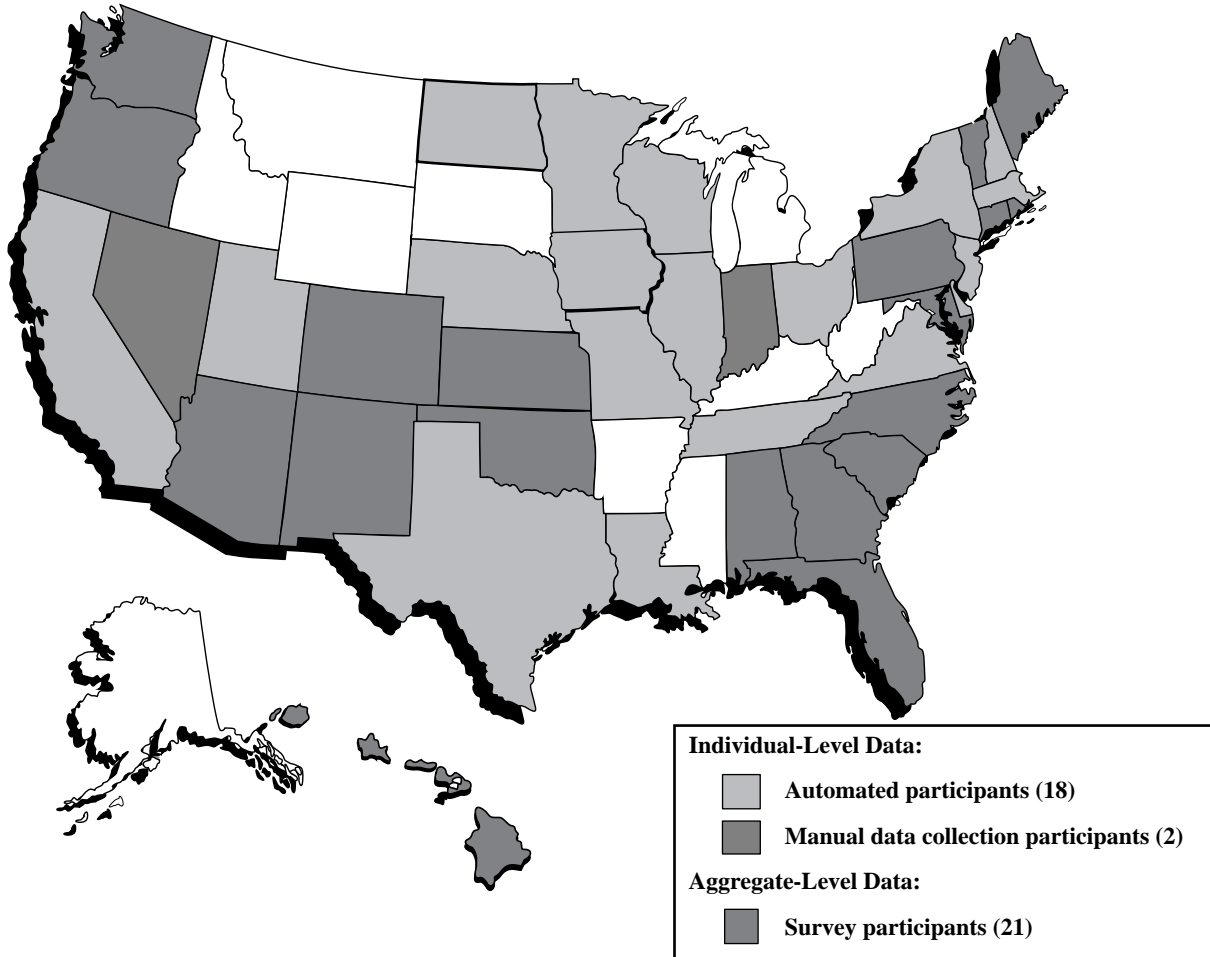 Individual-Level Data:
Automated participants (18)
Manual data collection participants (2)
Aggregate-Level Data:
Survey participants (21)